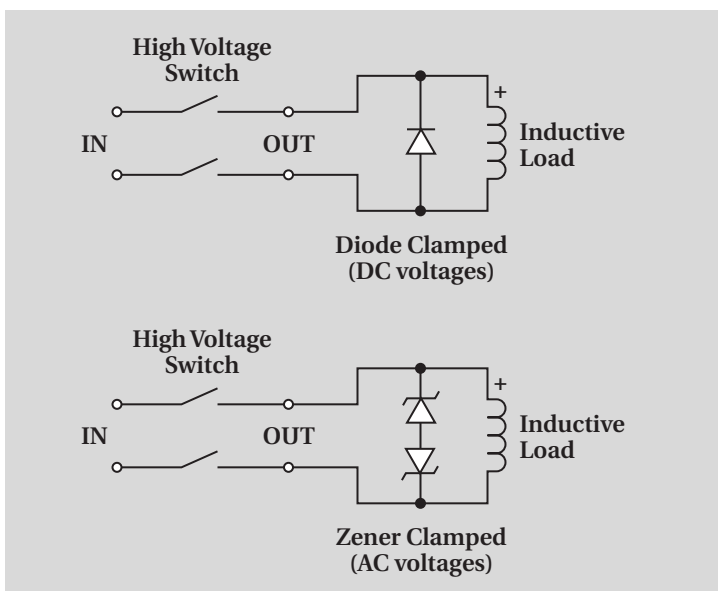 High Voltage
Switch
+
IN
OUT
Inductive
Load
Diode Clamped
(DC voltages)
High Voltage
Switch
+
IN
OUT
Inductive
Load
Zener Clamped
(AC voltages)